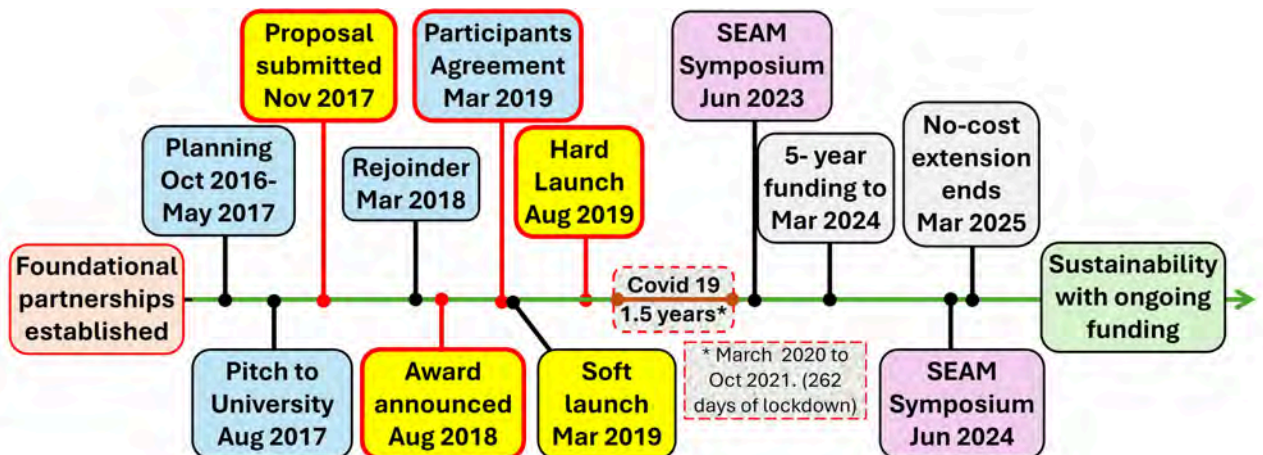 Foundational
partnerships
established
Planning
Oct 2016-
May 2017
Pitch to
University
Aug 2017
Proposal
submitted
Nov 2017
Rejoinder
Mar 2018
Award
announced
Aug 2018
Participants
Agreement
Mar 2019
Soft
launch
Mar 2019
Hard
Launch
Aug 2019
Covid 19
1.5 years*
* March 2020 to
Oct 2021. (262
days of lockdown)
SEAM
Symposium
Jun 2023
5- year
funding to
Mar 2024
SEAM
Symposium
Jun 2024
No-cost
extension
ends
Mar 2025
Sustainability
with ongoing
funding